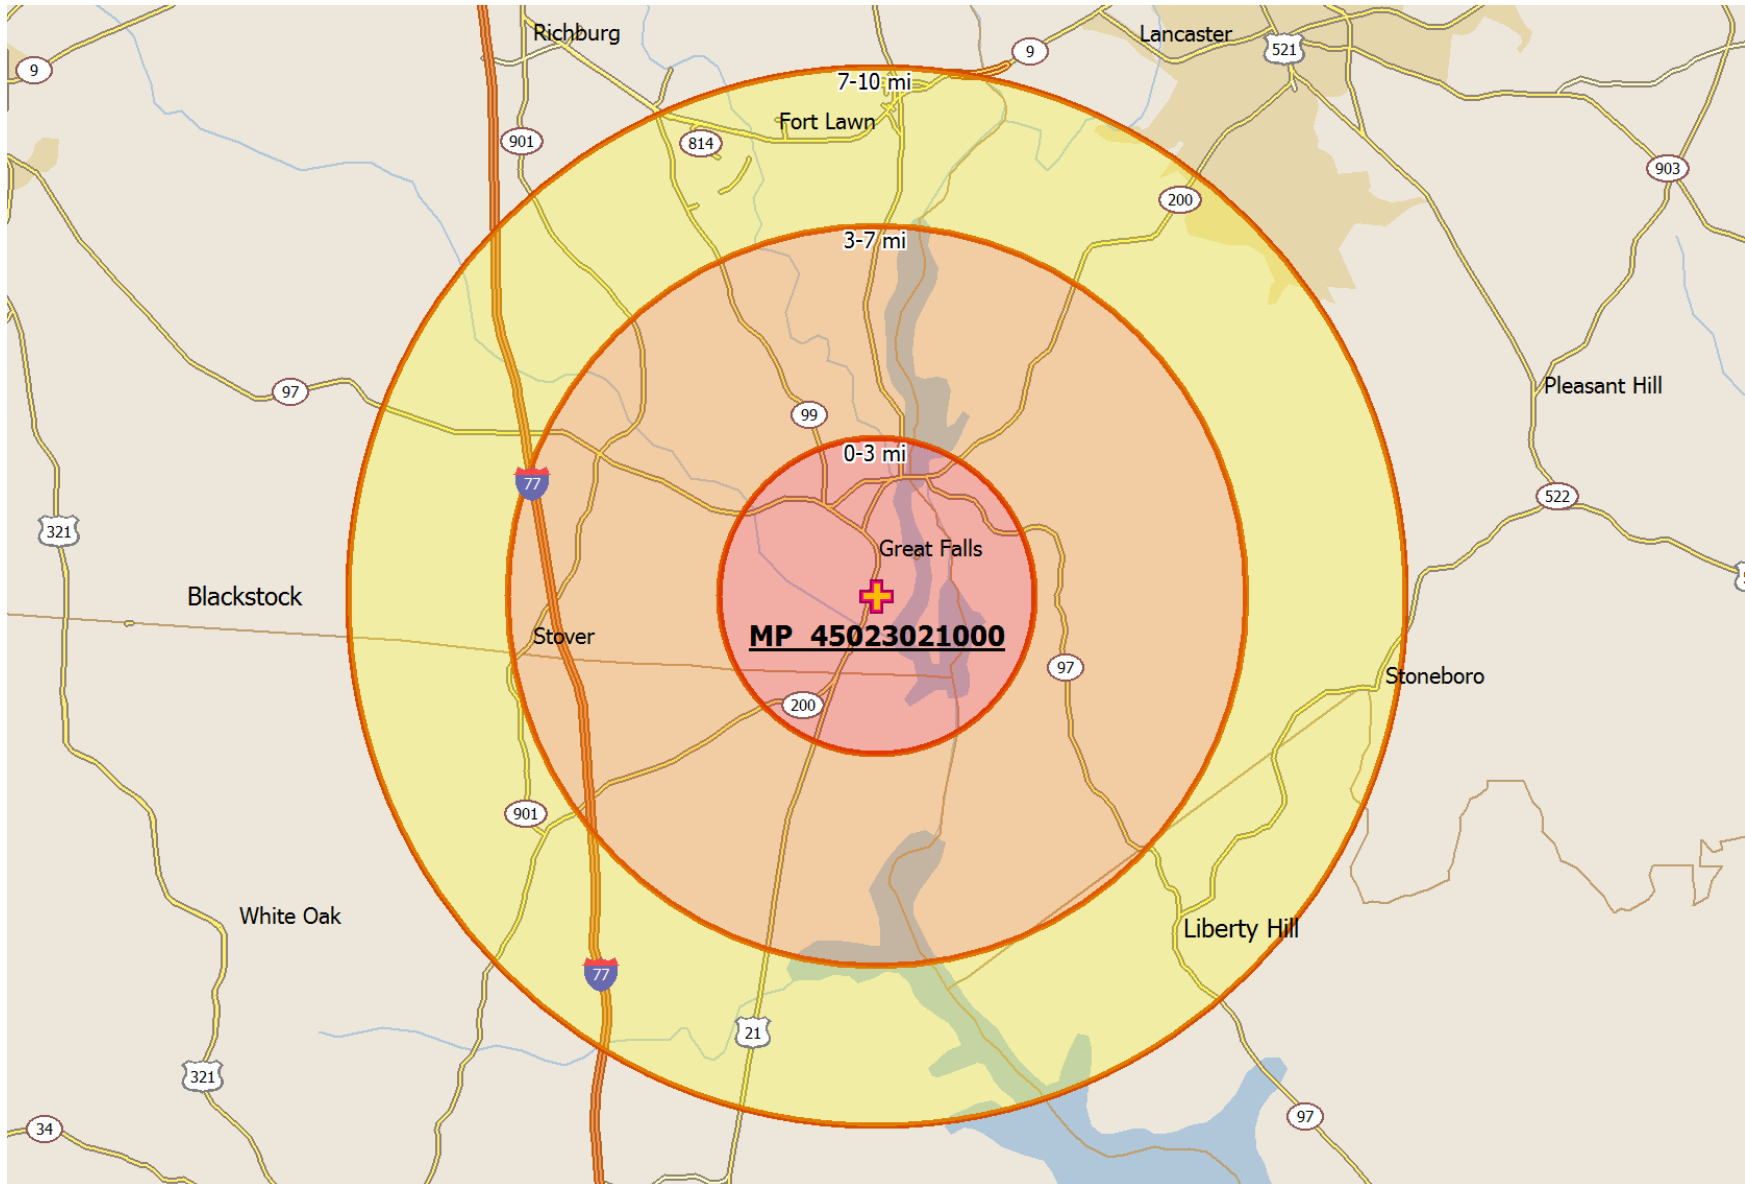 Richburg
Lancaster
9
521
9
7-10 mi
Fort Lawn
901
814
903
200
3-7 mi
Pleasant Hill
97
99
0-3 mi
77
522
321
Great Falls
Blackstock
MP 45023021000
Stover
97
Stoneboro
200
901
White Oak
Liberty Hill
77
21
321
97
34